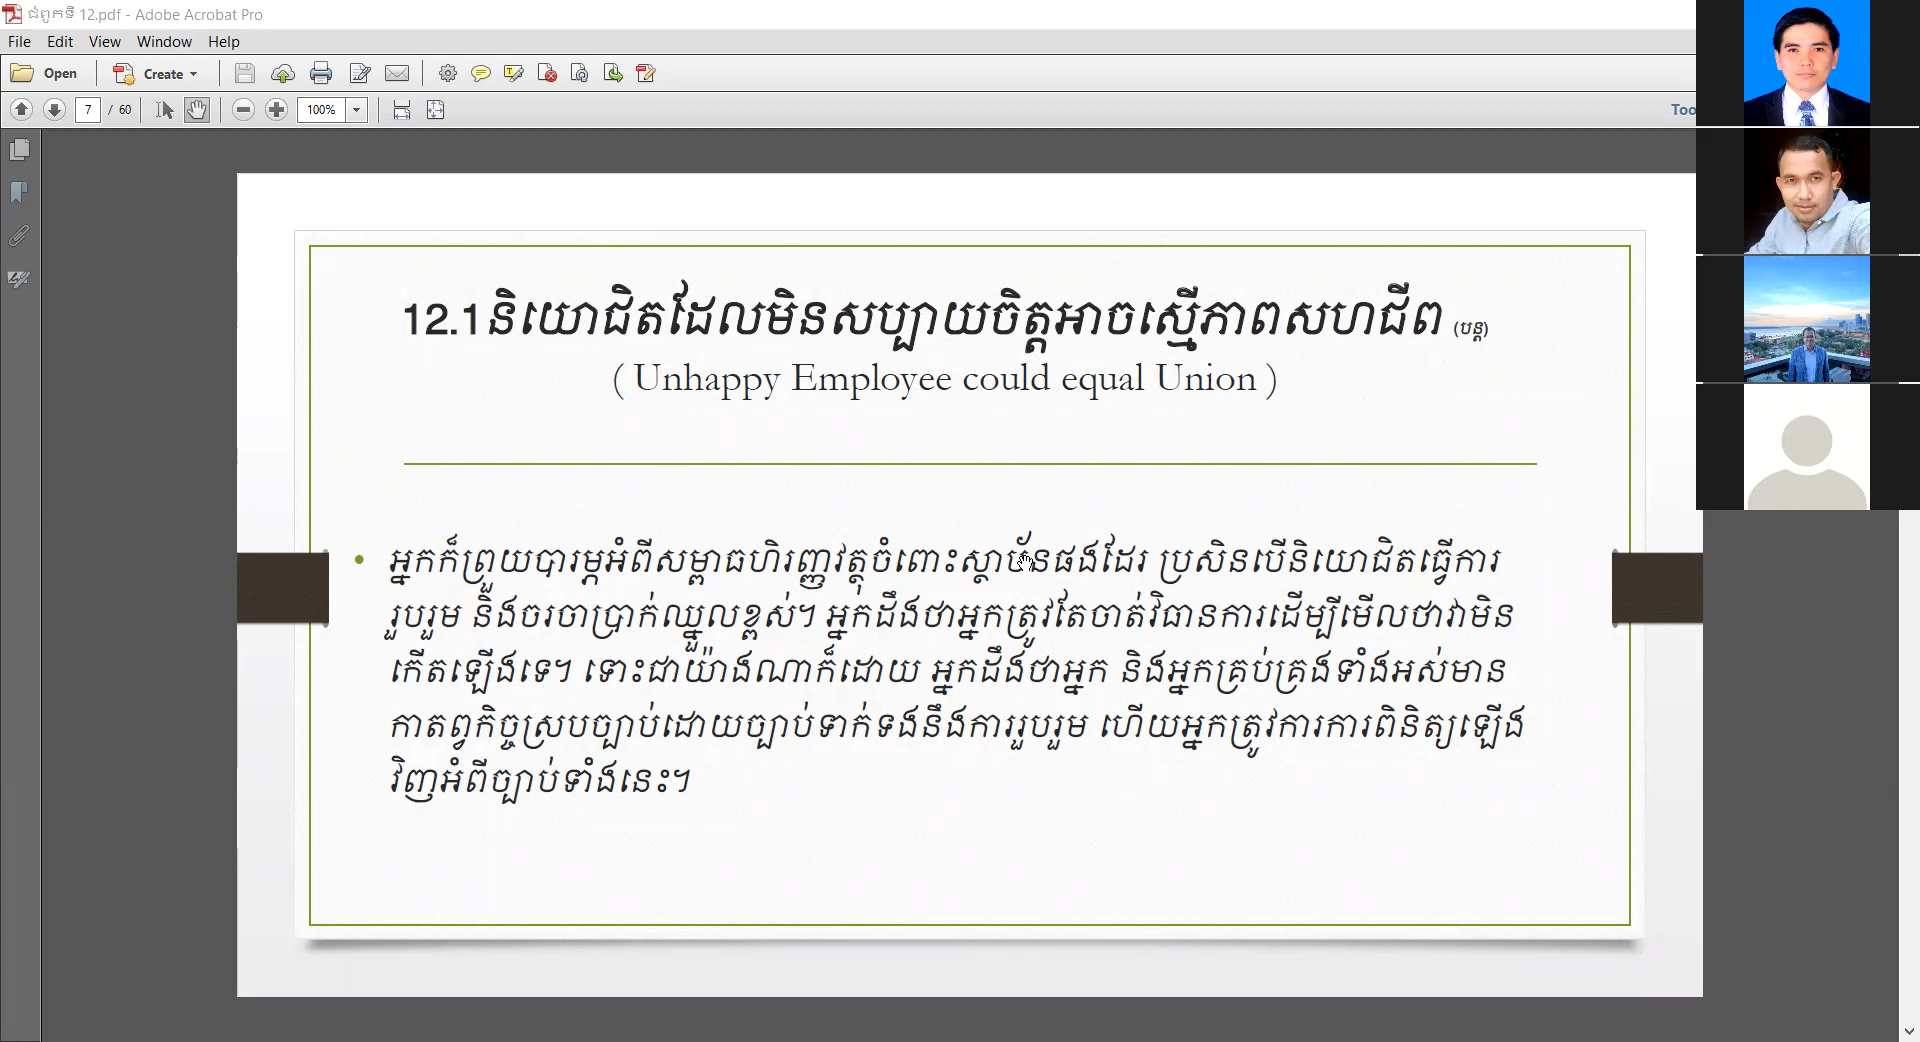 ជំពូកទី 12.pdf - Adobe Acrobat Pro
File Edit View Window Help
Open Create
7 / 60 100%
Too
12.1និយោជិតដែលមិនសប្បាយចិត្តអាចស្មើភាពសហជីព (បន្ត)
( Unhappy Employee could equal Union )
• អ្នកក៏ព្រួយបារម្ភអំពីសម្ពាធហិរញ្ញវត្ថុចំពោះស្ថាប័នផងដែរ ប្រសិនបើនិយោជិតធ្វើការ
រួបរួម និងចរចាប្រាក់ឈ្នួលខ្ពស់។ អ្នកដឹងថាអ្នកត្រូវតែចាត់វិធានការដើម្បីមើលថាវាមិន
កើតឡើងទេ។ ទោះជាយ៉ាងណាក៏ដោយ អ្នកដឹងថាអ្នក និងអ្នកគ្រប់គ្រងទាំងអស់មាន
កាតព្វកិច្ចស្របច្បាប់ដោយច្បាប់ទាក់ទងនឹងការរួបរួម ហើយអ្នកត្រូវការការពិនិត្យឡើង
វិញអំពីច្បាប់ទាំងនេះ។